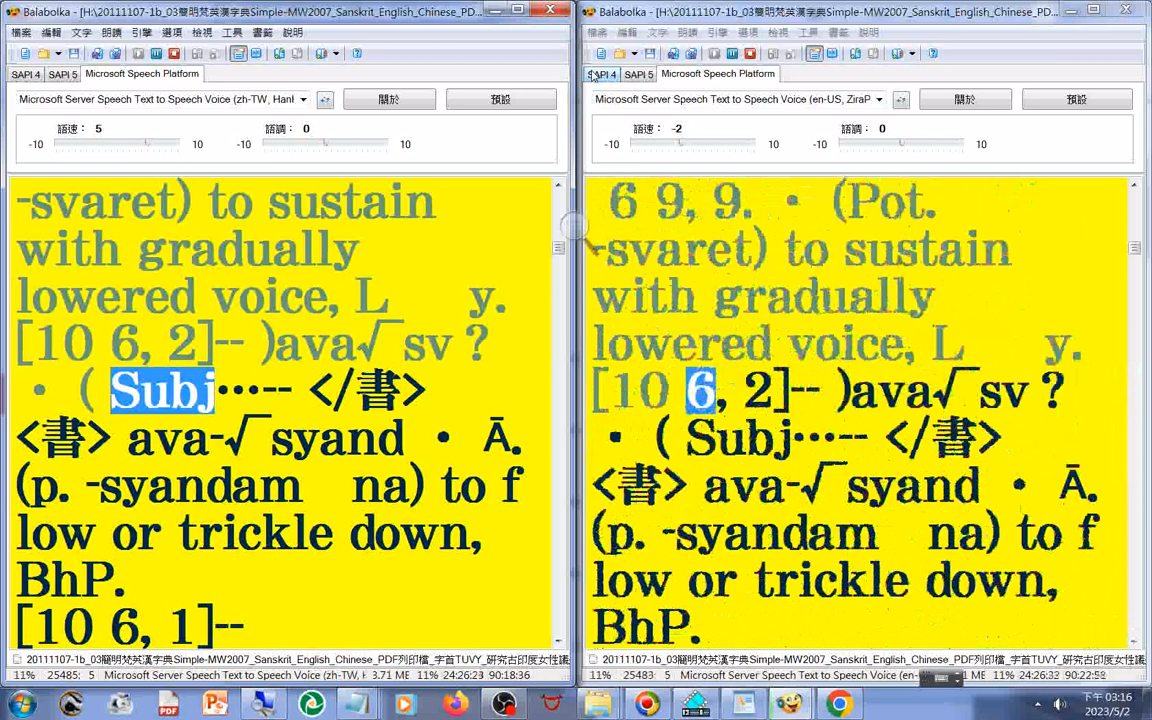 Balabolka - [H:\20111107-1b_03簡明梵英漢字典Simple-MW2007_Sanskrit_English_Chinese_PD...
檔案 編輯 文字 朗讀 引擎 選項 檢視 工具 書籤 說明
SAPI 4 SAPI 5 Microsoft Speech Platform
Microsoft Server Speech Text to Speech Voice (zh-TW, HanH
關於 預設
語速： 5 語調： 0
-10 10 -10 10
-svaret) to sustain
with gradually
lowered voice, L y.
[10 6, 2]-- )ava√ sv ?
• ( Subj…-- </書>
<書> ava-√ syand • Ā.
(p. -syandam na) to f
low or trickle down,
BhP.
[10 6, 1]--
20111107-1b_03簡明梵英漢字典Simple-MW2007_Sanskrit_English_Chinese_PDF列印檔_字首TUVY_研究古印度女性議
11% 25485: 5 Microsoft Server Speech Text to Speech Voice (zh-TW, H 3.71 MB 11% 24:26:23 90:18:36
Balabolka - [H:\20111107-1b_03簡明梵英漢字典Simple-MW2007_Sanskrit_English_Chinese_PD...
檔案 編輯 文字 朗讀 引擎 選項 檢視 工具 書籤 說明
SAPI 4 SAPI 5 Microsoft Speech Platform
Microsoft Server Speech Text to Speech Voice (en-US, ZiraP
關於 預設
語速： -2 語調： 0
-10 10 -10 10
6 9, 9. • (Pot.
-svaret) to sustain
with gradually
lowered voice, L y.
[10 6, 2]-- )ava√ sv ?
• ( Subj…-- </書>
<書> ava-√ syand • Ā.
(p. -syandam na) to f
low or trickle down,
BhP.
20111107-1b_03簡明梵英漢字典Simple-MW2007_Sanskrit_English_Chinese_PDF列印檔_字首TUVY_研究古印度女性議
11% 25483: 5 Microsoft Server Speech Text to Speech Voice (en-US, 11% 24:26:32 90:22:58
下午 03:16
2023/5/2